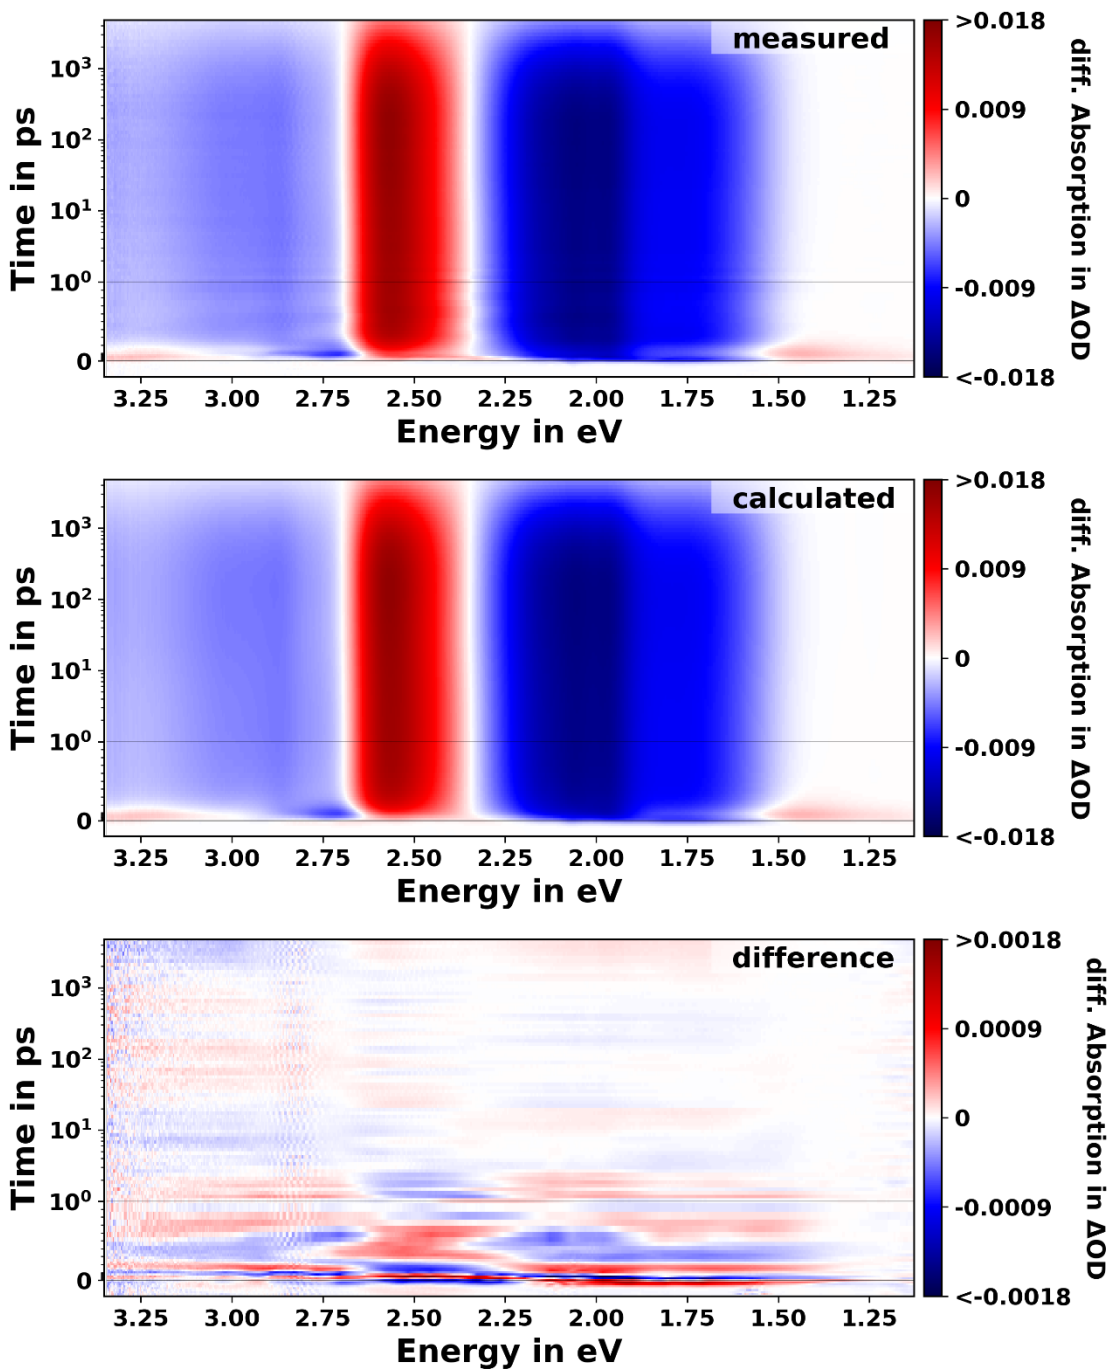 measured
>0.018
0.009
0
-0.009
<-0.018
diff. Absorption in ΔOD
10³
10²
10¹
10⁰
0
Time in ps
3.25 3.00 2.75 2.50 2.25 2.00 1.75 1.50 1.25
Energy in eV
calculated
>0.018
0.009
0
-0.009
<-0.018
diff. Absorption in ΔOD
10³
10²
10¹
10⁰
0
Time in ps
3.25 3.00 2.75 2.50 2.25 2.00 1.75 1.50 1.25
Energy in eV
difference
>0.0018
0.0009
0
-0.0009
<-0.0018
diff. Absorption in ΔOD
10³
10²
10¹
10⁰
0
Time in ps
3.25 3.00 2.75 2.50 2.25 2.00 1.75 1.50 1.25
Energy in eV